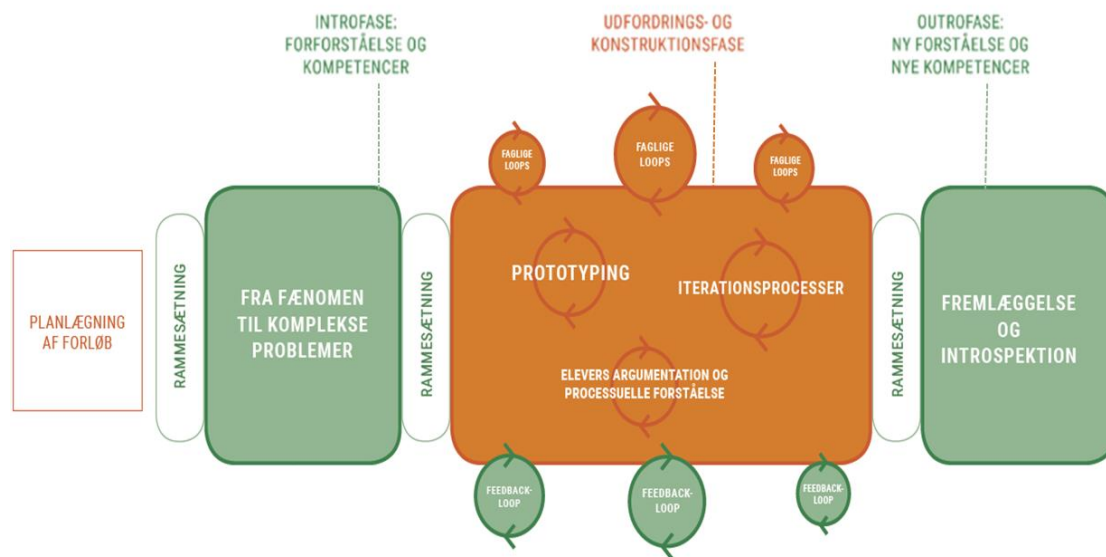 INTROFASE:
FORFORSTÅELSE OG
KOMPETENCER
UDFORDRINGS- OG
KONSTRUKTIONSFASE
OUTROFASE:
NY FORSTÅELSE OG
NYE KOMPETENCER
FAGLIGE
LOOPS
FAGLIGE
LOOPS
FAGLIGE
LOOPS
PLANLÆGNING
AF FORLØB
RAMMESÆTNING
FRA FÆNOMEN
TIL KOMPLEKSE
PROBLEMER
RAMMESÆTNING
PROTOTYPING
ITERATIONSPROCESSER
ELEVERS ARGUMENTATION OG
PROCESSUELLE FORSTÅELSE
RAMMESÆTNING
FREMLÆGGELSE
OG
INTROSPEKTION
FEEDBACK-
LOOP
FEEDBACK-
LOOP
FEEDBACK-
LOOP